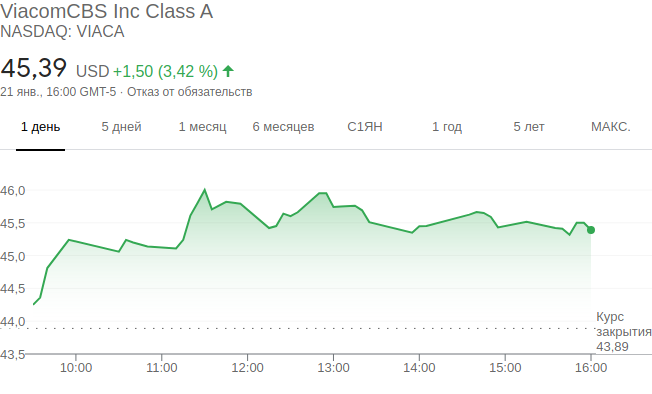 ViacomCBS Inc Class A
NASDAQ: VIACA
45,39 USD +1,50 (3,42 %)
21 янв., 16:00 GMT-5 · Отказ от обязательств
1 день 5 дней 1 месяц 6 месяцев С1ЯН 1 год 5 лет МАКС.
46,0
45,5
45,0
44,5
44,0
Курс
закрытия
43,89
43,5
10:00 11:00 12:00 13:00 14:00 15:00 16:00